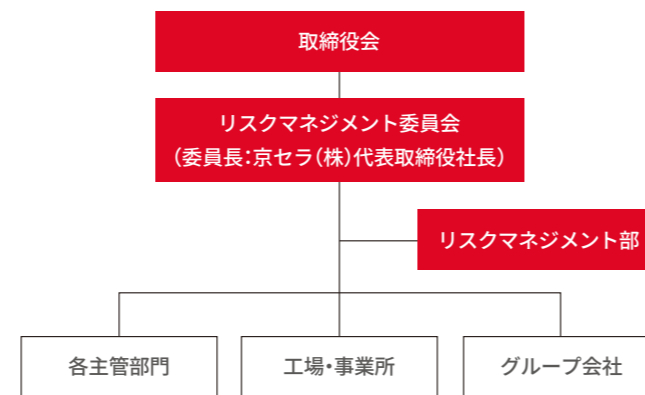 取締役会
リスクマネジメント委員会
（委員長：京セラ（株）代表取締役社長）
リスクマネジメント部
各主管部門
工場・事業所
グループ会社